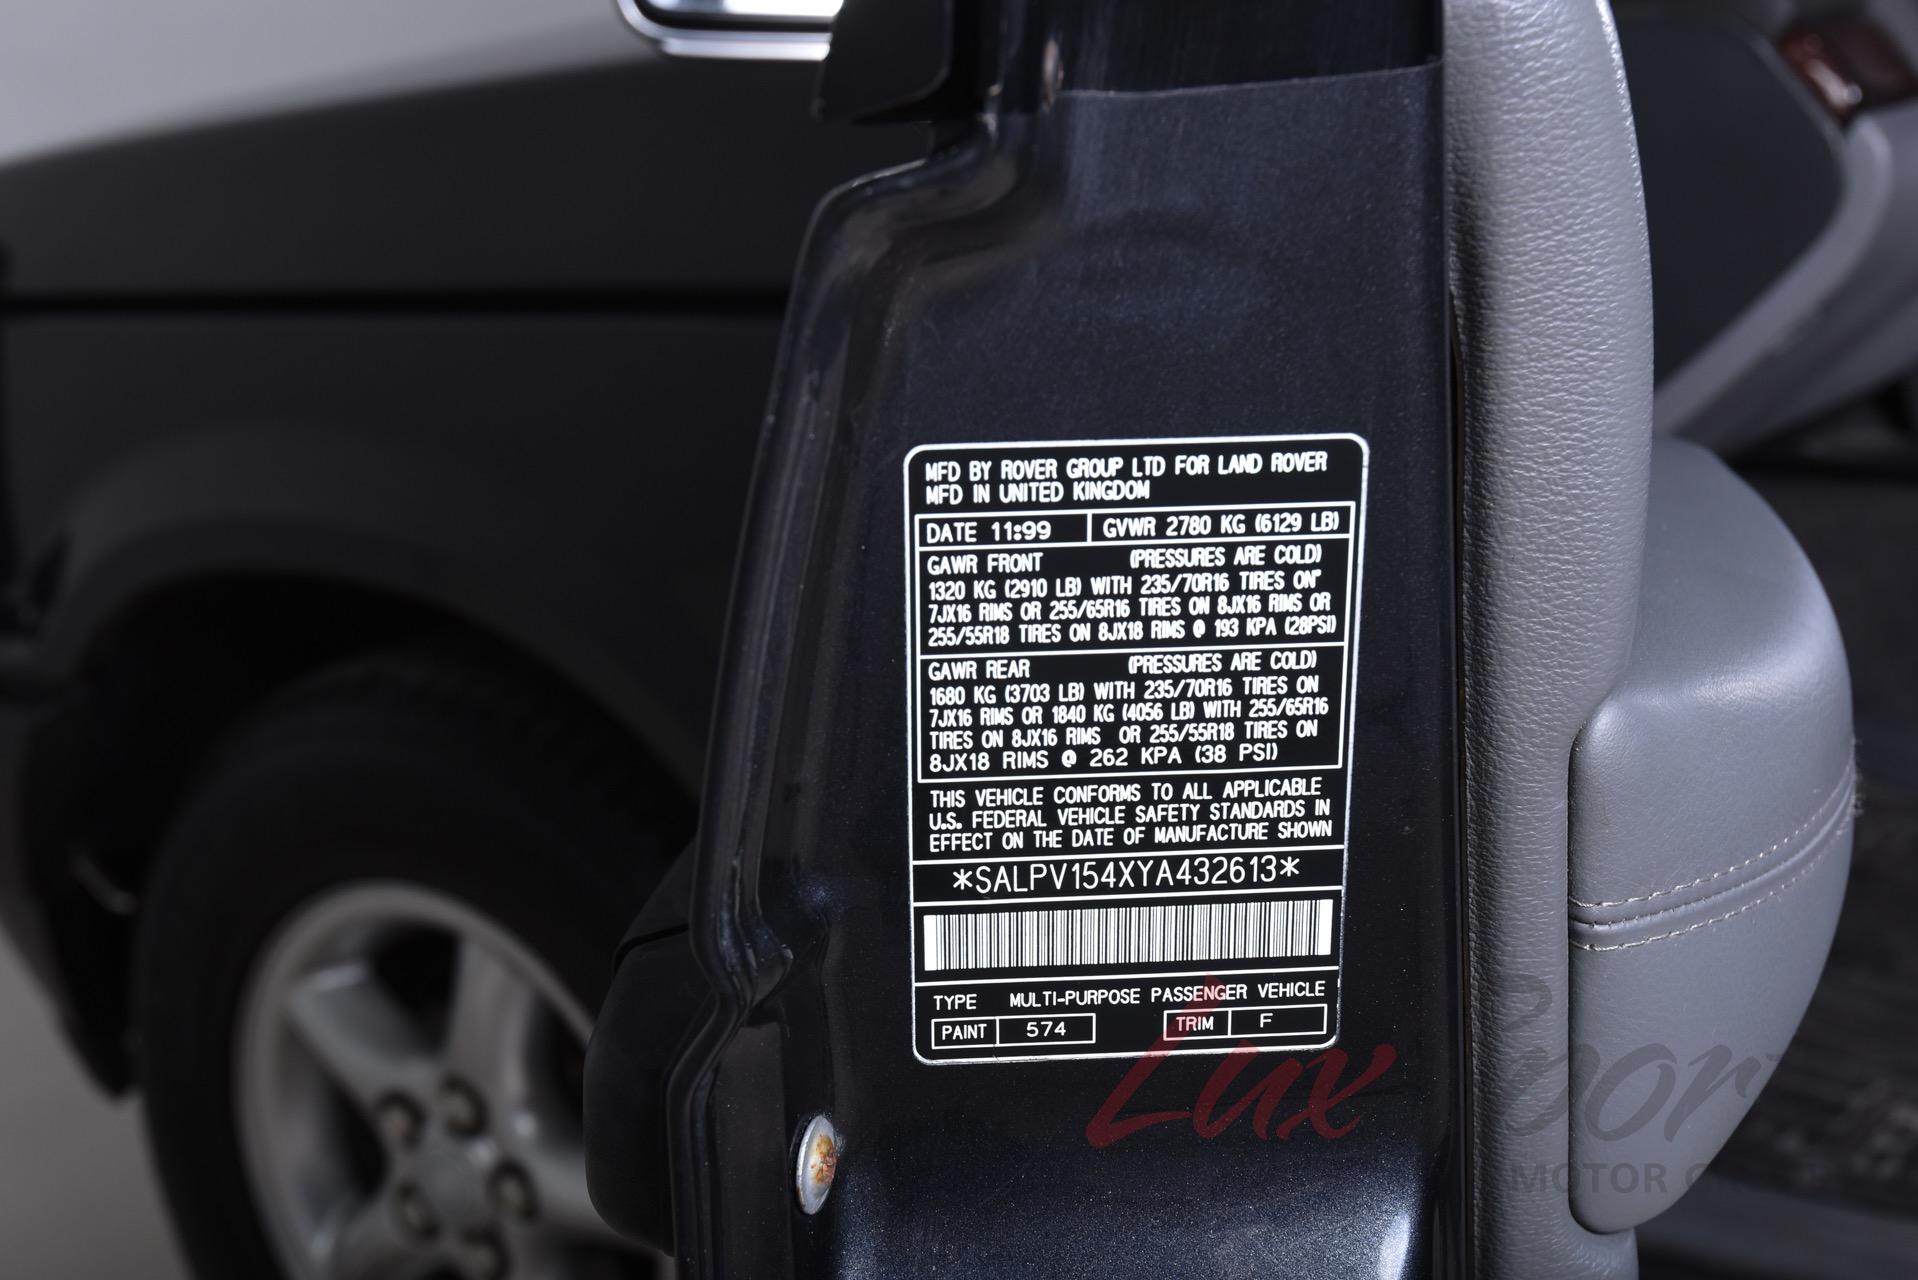 MFD BY ROVER GROUP LTD FOR LAND ROVER
MFD IN UNITED KINGDOM
DATE 11:99 GVWR 2780 KG (6129 LB)
GAWR FRONT (PRESSURES ARE COLD)
1320 KG (2910 LB) WITH 235/70R16 TIRES ON"
7JX16 RIMS OR 255/65R16 TIRES ON 8JX16 RIMS OR
255/55R18 TIRES ON 8JX18 RIMS @ 193 KPA (28PSI)
GAWR REAR (PRESSURES ARE COLD)
1680 KG (3703 LB) WITH 235/70R16 TIRES ON
7JX16 RIMS OR 1840 KG (4056 LB) WITH 255/65R16
TIRES ON 8JX16 RIMS OR 255/55R18 TIRES ON
8JX18 RIMS @ 262 KPA (38 PSI)
THIS VEHICLE CONFORMS TO ALL APPLICABLE
U.S. FEDERAL VEHICLE SAFETY STANDARDS IN
EFFECT ON THE DATE OF MANUFACTURE SHOWN
*SALPV154XYA432613*
TYPE MULTI-PURPOSE PASSENGER VEHICLE
PAINT 574 TRIM F
Lux Sport
MOTOR